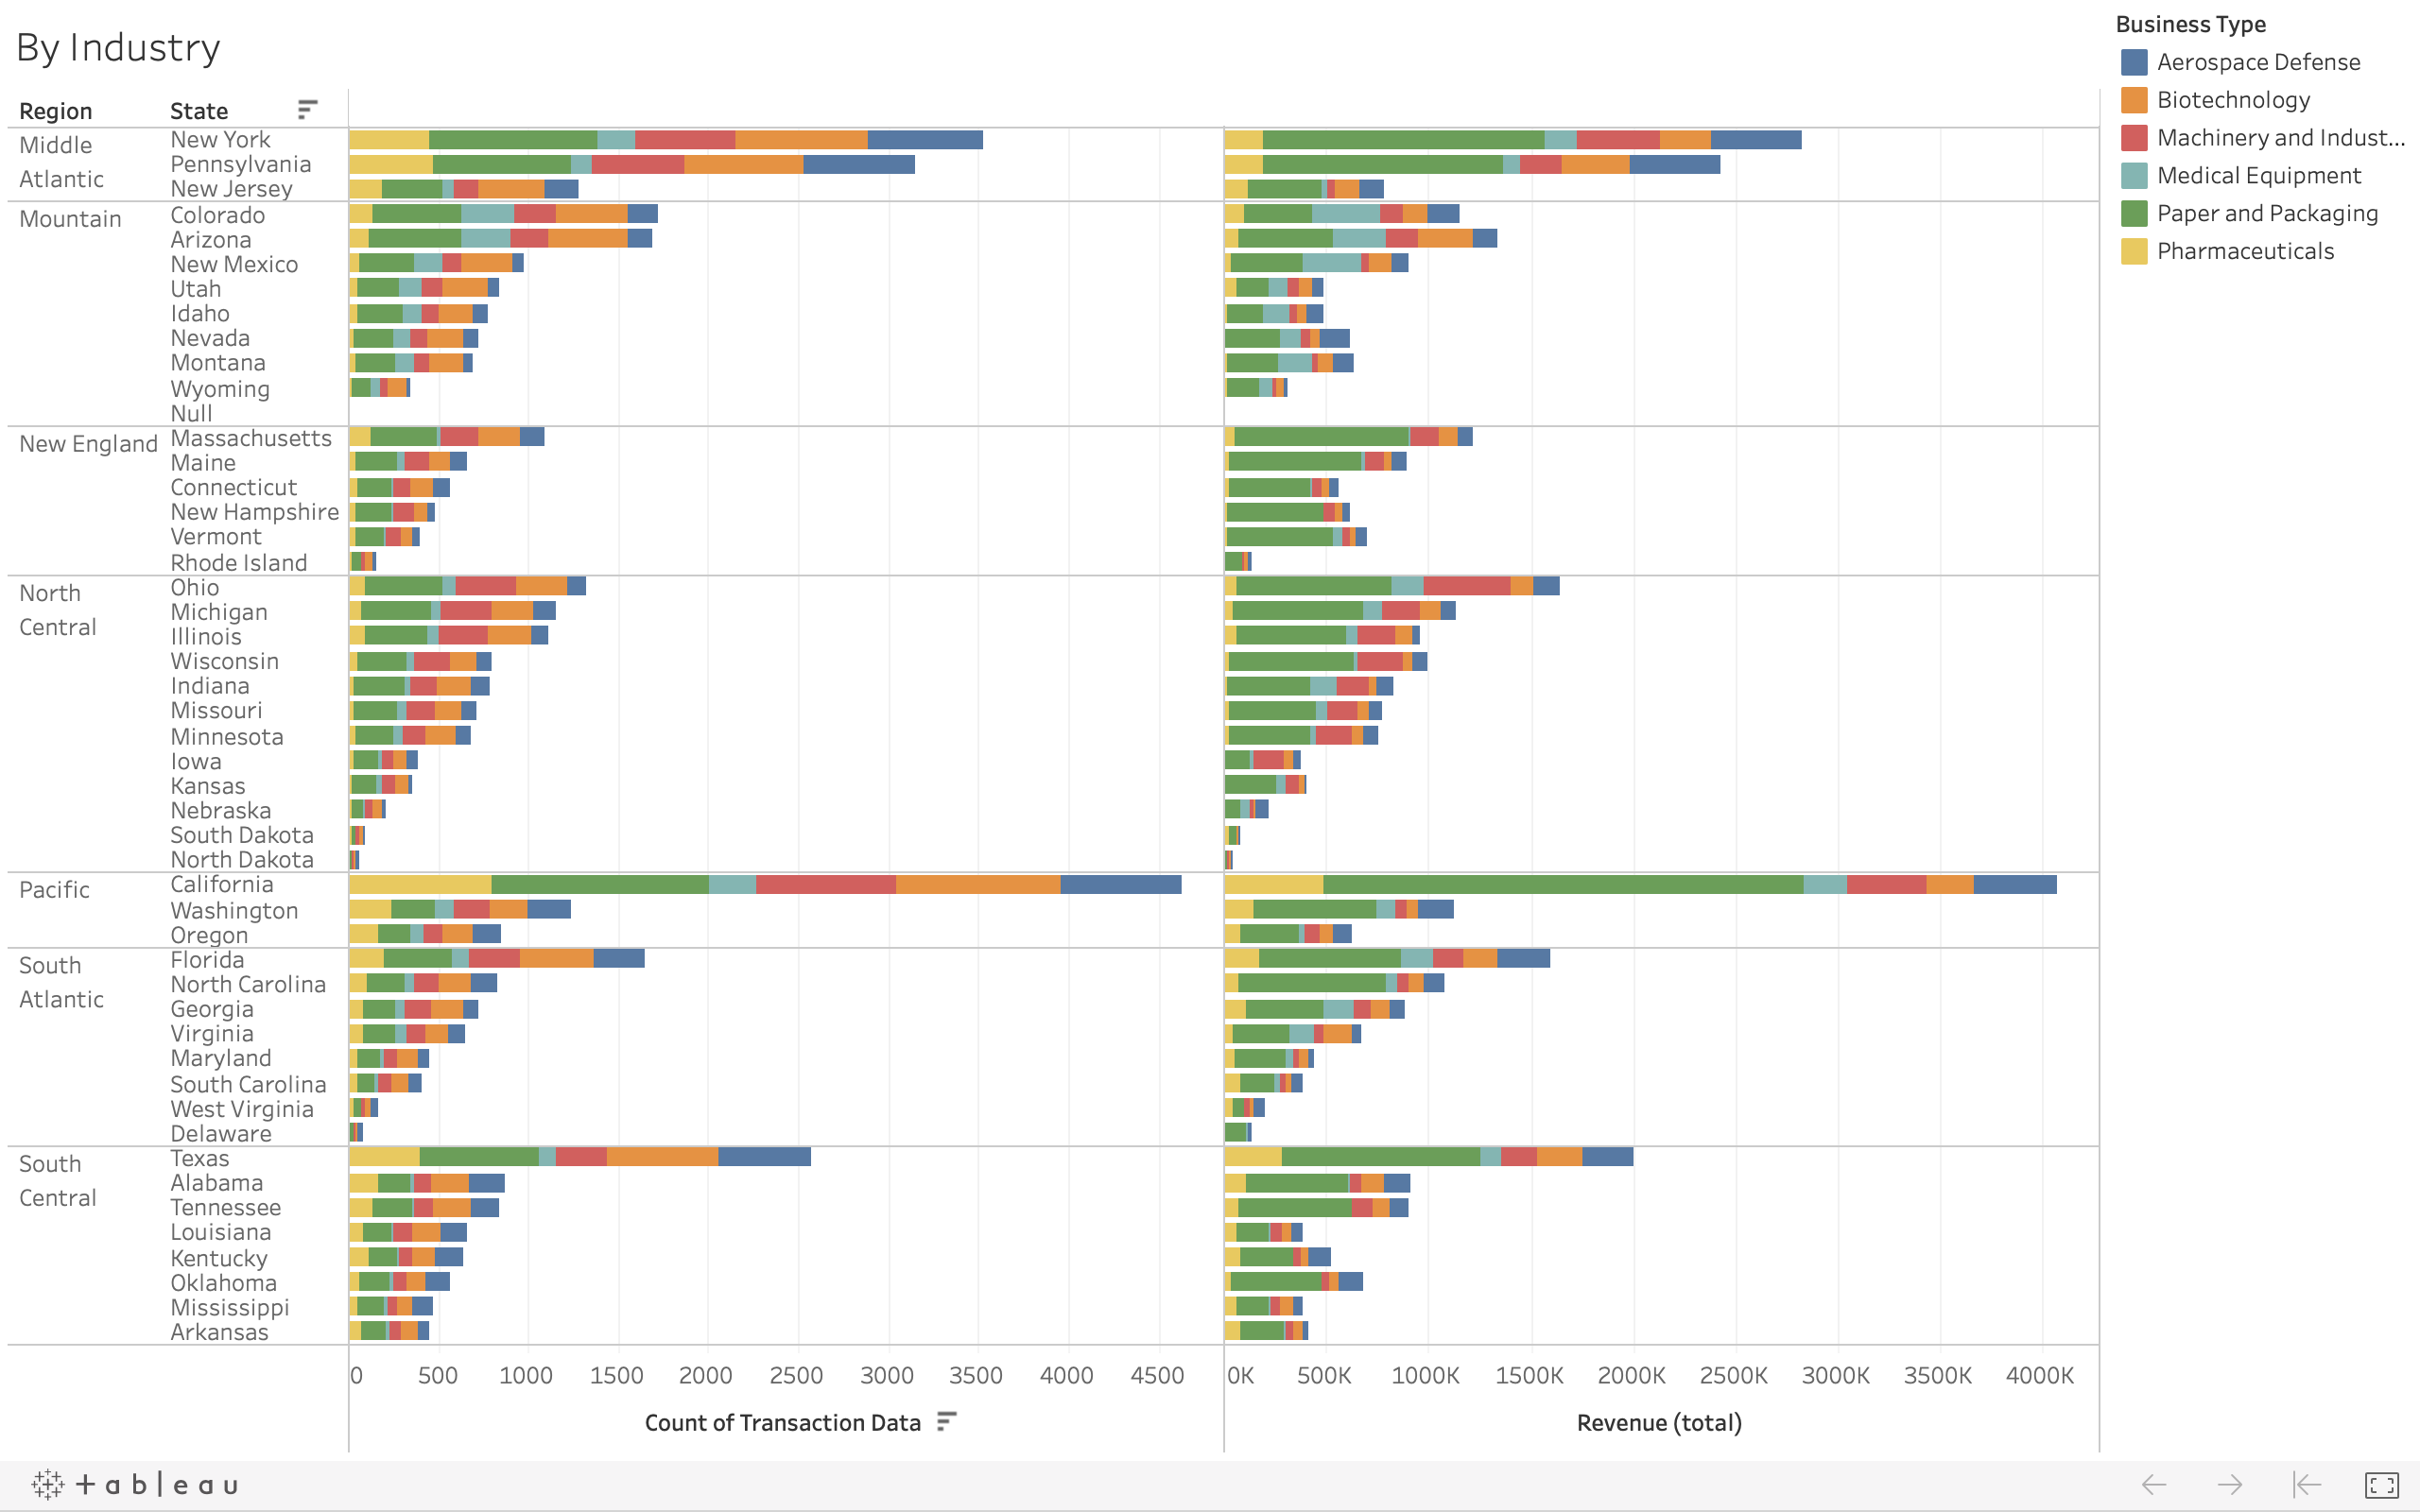 By Industry
Business Type
Aerospace Defense
Biotechnology
Machinery and Indust...
Medical Equipment
Paper and Packaging
Pharmaceuticals
Region State
Middle Atlantic
New York
Pennsylvania
New Jersey
Mountain
Colorado
Arizona
New Mexico
Utah
Idaho
Nevada
Montana
Wyoming
Null
New England
Massachusetts
Maine
Connecticut
New Hampshire
Vermont
Rhode Island
North Central
Ohio
Michigan
Illinois
Wisconsin
Indiana
Missouri
Minnesota
Iowa
Kansas
Nebraska
South Dakota
North Dakota
Pacific
California
Washington
Oregon
South Atlantic
Florida
North Carolina
Georgia
Virginia
Maryland
South Carolina
West Virginia
Delaware
South Central
Texas
Alabama
Tennessee
Louisiana
Kentucky
Oklahoma
Mississippi
Arkansas
0 500 1000 1500 2000 2500 3000 3500 4000 4500
0K 500K 1000K 1500K 2000K 2500K 3000K 3500K 4000K
Count of Transaction Data
Revenue (total)
+ableau